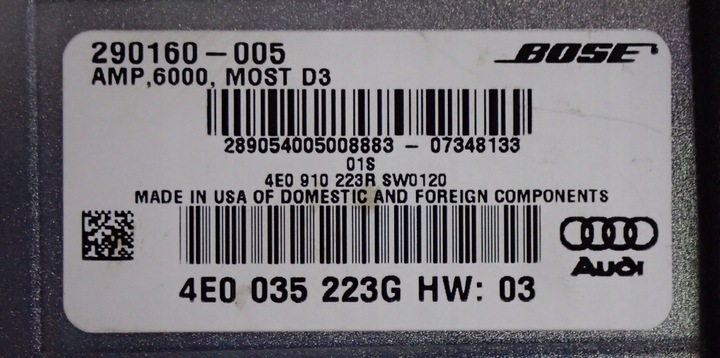 290160-005
BOSE
AMP,6000, MOST D3
289054005008883 - 07348133
01S
4E0 910 223R SW0120
MADE IN USA OF DOMESTIC AND FOREIGN COMPONENTS
Audi
4E0 035 223G HW: 03